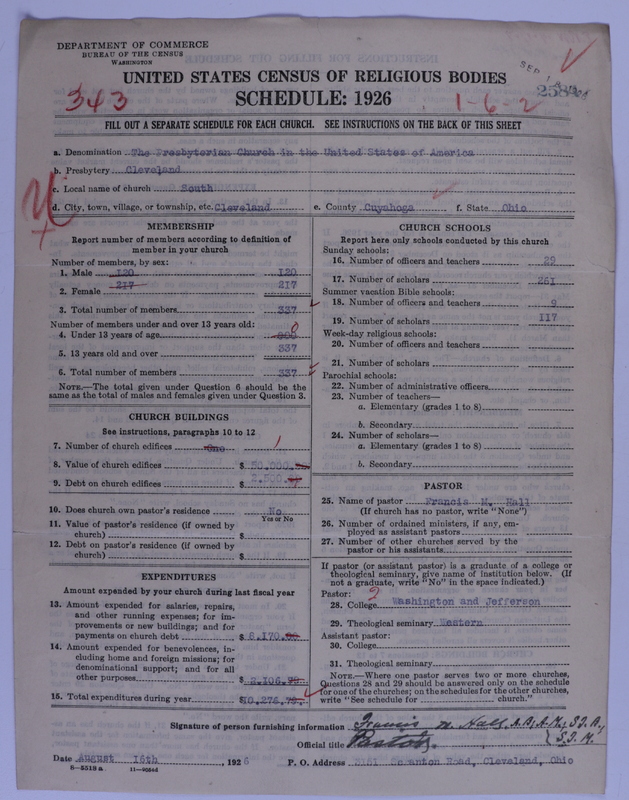 DEPARTMENT OF COMMERCE
BUREAU OF THE CENSUS
WASHINGTON
SEP
UNITED STATES CENSUS OF RELIGIOUS BODIES
SCHEDULE: 1926
343
1-6-2
FILL OUT A SEPARATE SCHEDULE FOR EACH CHURCH. SEE INSTRUCTIONS ON THE BACK OF THIS SHEET
a. Denomination The Presbyterian Church in the United States of America
b. Presbytery Cleveland
c. Local name of church South
d. City, town, village, or township, etc. Cleveland e. County Cuyahoga f. State Ohio
MEMBERSHIP
Report number of members according to definition of
member in your church
Number of members, by sex:
1. Male 120 120
2. Female 217 217
3. Total number of members 337
Number of members under and over 13 years old:
4. Under 13 years of age 0
5. 13 years old and over 337
6. Total number of members 337
NOTE.—The total given under Question 6 should be the
same as the total of males and females given under Question 3.
CHURCH BUILDINGS
See instructions, paragraphs 10 to 12
7. Number of church edifices One 1
8. Value of church edifices $ 50,000.
9. Debt on church edifices $ 2,500.
10. Does church own pastor's residence No
Yes or No
11. Value of pastor's residence (if owned by
church) $
12. Debt on pastor's residence (if owned by
church) $
EXPENDITURES
Amount expended by your church during last fiscal year
13. Amount expended for salaries, repairs,
and other running expenses; for im-
provements or new buildings; and for
payments on church debt $ 8,170.
14. Amount expended for benevolences, in-
cluding home and foreign missions; for
denominational support; and for all
other purposes $ 2,106.
15. Total expenditures during year $ 10,276.
CHURCH SCHOOLS
Report here only schools conducted by this church
Sunday schools:
16. Number of officers and teachers 29
17. Number of scholars 261
Summer vacation Bible schools:
18. Number of officers and teachers 9
19. Number of scholars 117
Week-day religious schools:
20. Number of officers and teachers
21. Number of scholars
Parochial schools:
22. Number of administrative officers
23. Number of teachers—
a. Elementary (grades 1 to 8)
b. Secondary
24. Number of scholars—
a. Elementary (grades 1 to 8)
b. Secondary
PASTOR
25. Name of pastor Francis M. Hall
(If church has no pastor, write "None")
26. Number of ordained ministers, if any, em-
ployed as assistant pastors
27. Number of other churches served by the
pastor or his assistants
If pastor (or assistant pastor) is a graduate of a college or
theological seminary, give name of institution below. (If
not a graduate, write "No" in the space indicated.)
Pastor: 2
28. College Washington and Jefferson
29. Theological seminary Western
Assistant pastor:
30. College
31. Theological seminary
NOTE.—Where one pastor serves two or more churches,
Questions 28 and 29 should be answered only on the schedule
for one of the churches; on the schedules for the other churches,
write "See schedule for church."
Signature of person furnishing information Francis M. Hall, A.B., A.M., S.T.B.,
Official title Pastor. S.T.M.
Date August 16th, 1926 P. O. Address Scranton Road, Cleveland, Ohio
8-5519a 11-9054d